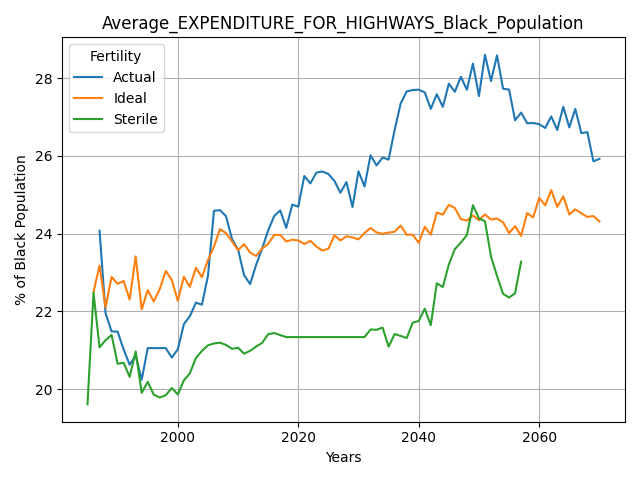 Average_EXPENDITURE_FOR_HIGHWAYS_Black_Population
Fertility
Actual
Ideal
Sterile
% of Black Population
28
26
24
22
20
2000 2020 2040 2060
Years